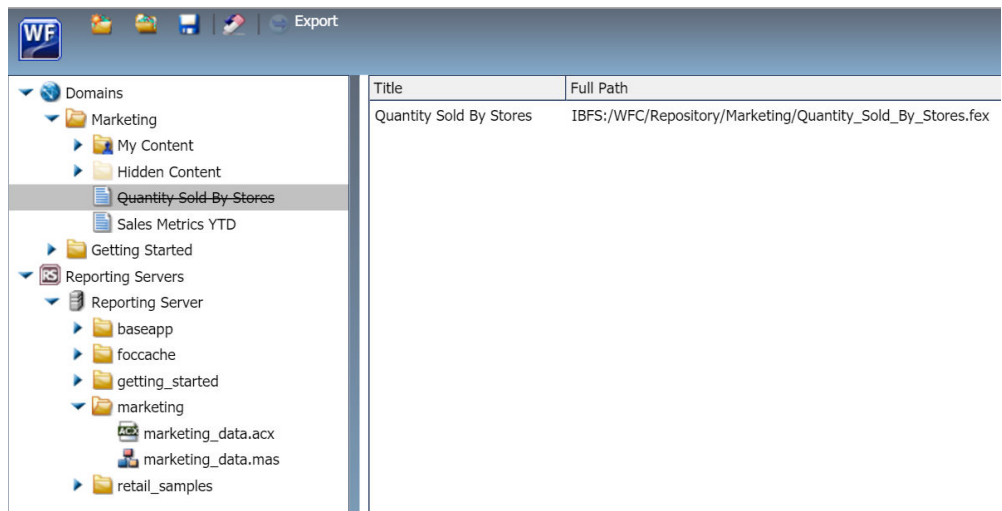 WF
Export
Domains
Marketing
My Content
Hidden Content
Quantity Sold By Stores
Sales Metrics YTD
Getting Started
RS
Reporting Servers
Reporting Server
baseapp
foccache
getting_started
marketing
ACX
marketing_data.acx
marketing_data.mas
retail_samples
Title Full Path
Quantity Sold By Stores IBFS:/WFC/Repository/Marketing/Quantity_Sold_By_Stores.fex